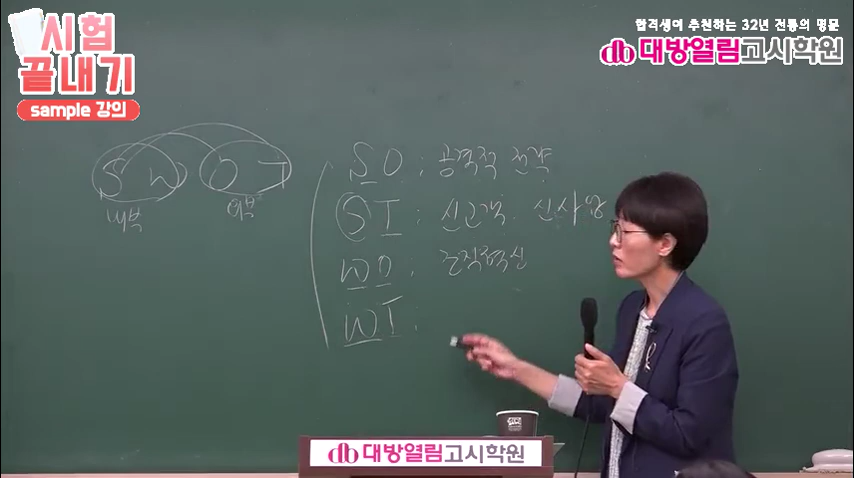 시험
끝내기
sample 강의
합격생이 추천하는 32년 전통의 명문
대방열림고시학원
S W O T
내부
외부
SO : 공격적 전략
ST : 신고객, 신사업
WO : 조직혁신
WT :
대방열림고시학원